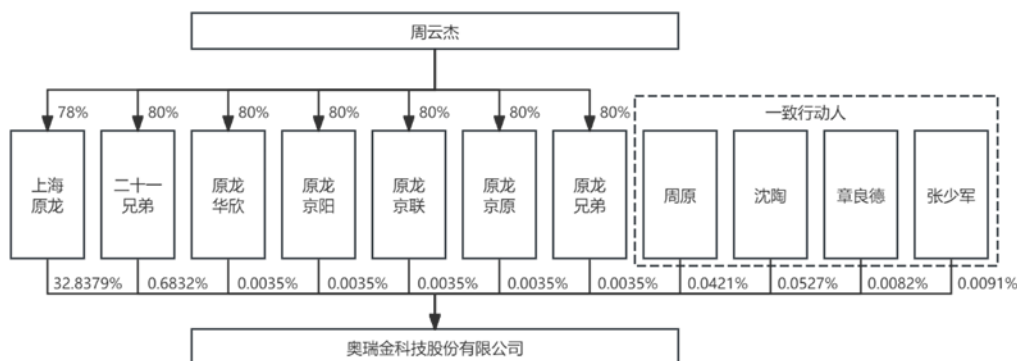 周云杰
78%
80%
80%
80%
80%
80%
80%
一致行动人
上海
原龙
二十一
兄弟
原龙
华欣
原龙
京阳
原龙
京联
原龙
京原
原龙
兄弟
周原
沈陶
章良德
张少军
32.8379%
0.6832%
0.0035%
0.0035%
0.0035%
0.0035%
0.0035%
0.0421%
0.0527%
0.0082%
0.0091%
奥瑞金科技股份有限公司